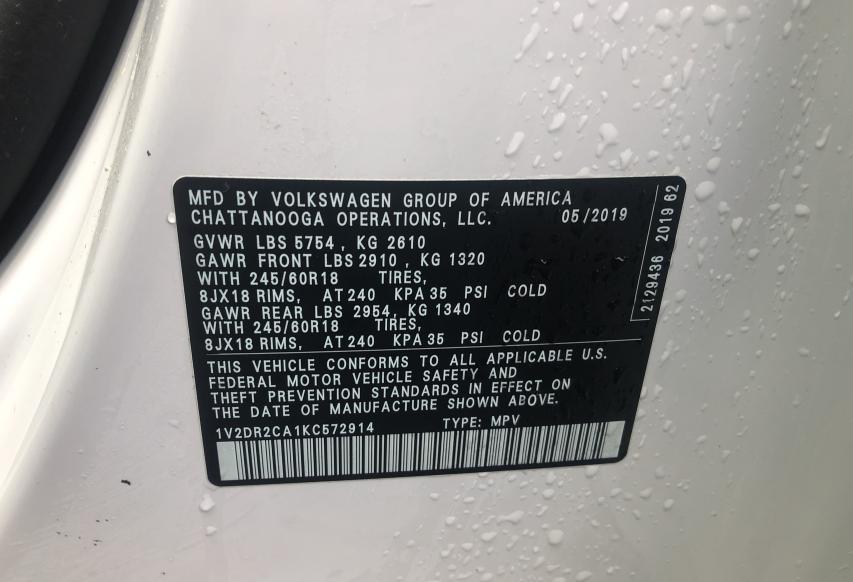 MFD BY VOLKSWAGEN GROUP OF AMERICA
CHATTANOOGA OPERATIONS, LLC. 05/2019
GVWR LBS 5754 , KG 2610
GAWR FRONT LBS 2910 , KG 1320
WITH 245/60R18 TIRES,
8JX18 RIMS, AT 240 KPA 35 PSI COLD
GAWR REAR LBS 2954, KG 1340
WITH 245/60R18 TIRES,
8JX18 RIMS, AT 240 KPA 35 PSI COLD
THIS VEHICLE CONFORMS TO ALL APPLICABLE U.S.
FEDERAL MOTOR VEHICLE SAFETY AND
THEFT PREVENTION STANDARDS IN EFFECT ON
THE DATE OF MANUFACTURE SHOWN ABOVE.
1V2DR2CA1KC572914 TYPE: MPV
2129436 2019 62